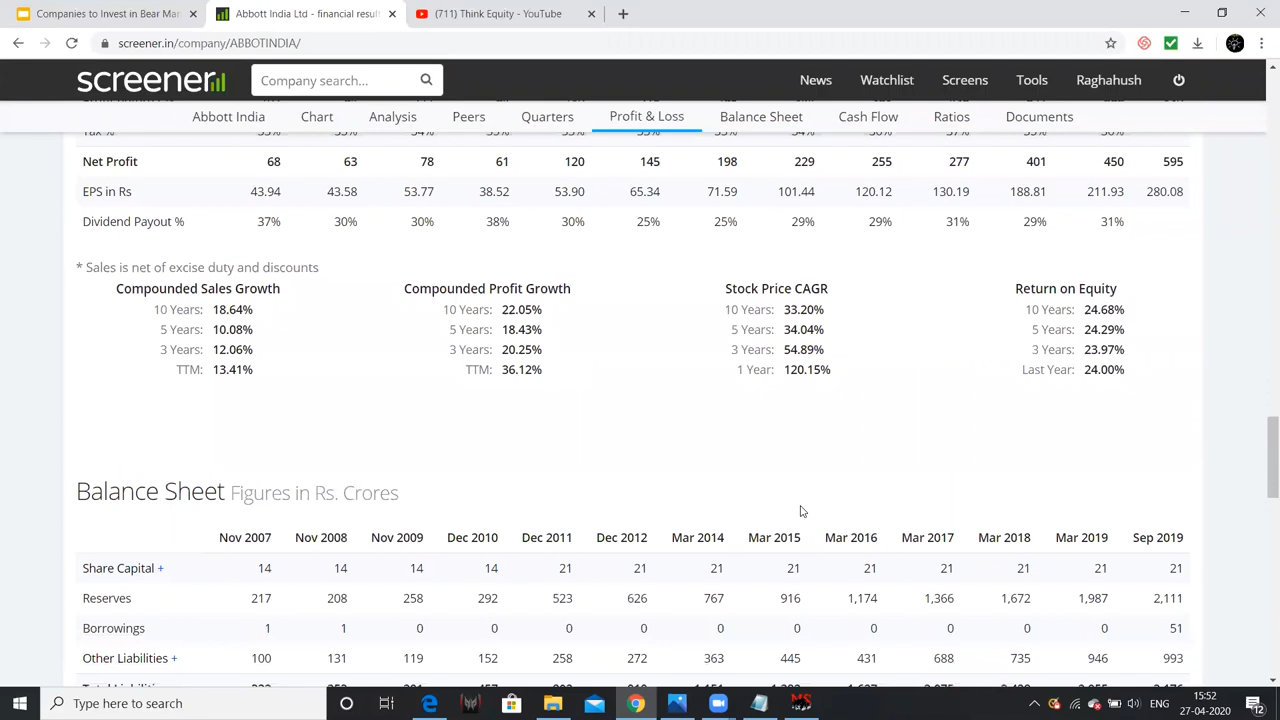 Companies to Invest in Bear Mar
Abbott India Ltd - financial result
(711) Think Equity - YouTube
screener.in/company/ABBOTINDIA/
screener
Company search...
News Watchlist Screens Tools Raghahush
Abbott India Chart Analysis Peers Quarters Profit & Loss Balance Sheet Cash Flow Ratios Documents
Net Profit 68 63 78 61 120 145 198 229 255 277 401 450 595
EPS in Rs 43.94 43.58 53.77 38.52 53.90 65.34 71.59 101.44 120.12 130.19 188.81 211.93 280.08
Dividend Payout % 37% 30% 30% 38% 30% 25% 25% 29% 29% 31% 29% 31%
* Sales is net of excise duty and discounts
Compounded Sales Growth Compounded Profit Growth Stock Price CAGR Return on Equity
10 Years: 18.64% 10 Years: 22.05% 10 Years: 33.20% 10 Years: 24.68%
5 Years: 10.08% 5 Years: 18.43% 5 Years: 34.04% 5 Years: 24.29%
3 Years: 12.06% 3 Years: 20.25% 3 Years: 54.89% 3 Years: 23.97%
TTM: 13.41% TTM: 36.12% 1 Year: 120.15% Last Year: 24.00%
Balance Sheet Figures in Rs. Crores
Nov 2007 Nov 2008 Nov 2009 Dec 2010 Dec 2011 Dec 2012 Mar 2014 Mar 2015 Mar 2016 Mar 2017 Mar 2018 Mar 2019 Sep 2019
Share Capital + 14 14 14 14 21 21 21 21 21 21 21 21 21
Reserves 217 208 258 292 523 626 767 916 1,174 1,366 1,672 1,987 2,111
Borrowings 1 1 0 0 0 0 0 0 0 0 0 0 51
Other Liabilities + 100 131 119 152 258 272 363 445 431 688 735 946 993
Type here to search
ENG
15:52
27-04-2020
12